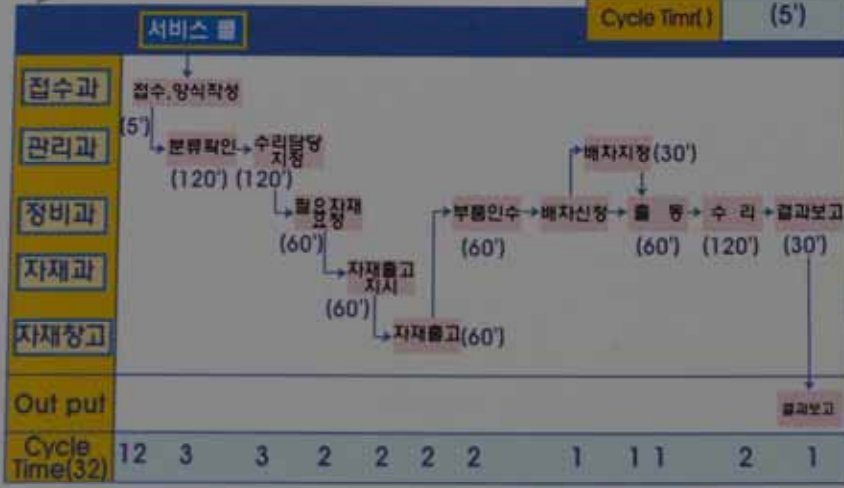 Cycle Timr( )
(5')
서비스 콜
접수과
접수,양식작성
(5')
관리과
분류확인
수리담당
지정
배차지정(30')
(120') (120')
정비과
필요자재
요청
부품인수
배차신청
출 동
수 리
결과보고
(60')
(60')
(60')
(120')
(30')
자재과
자재출고
지시
(60')
자재창고
자재출고(60')
Out put
결과보고
Cycle
Time(32)
12 3 3 2 2 2 2 1 1 1 2 1